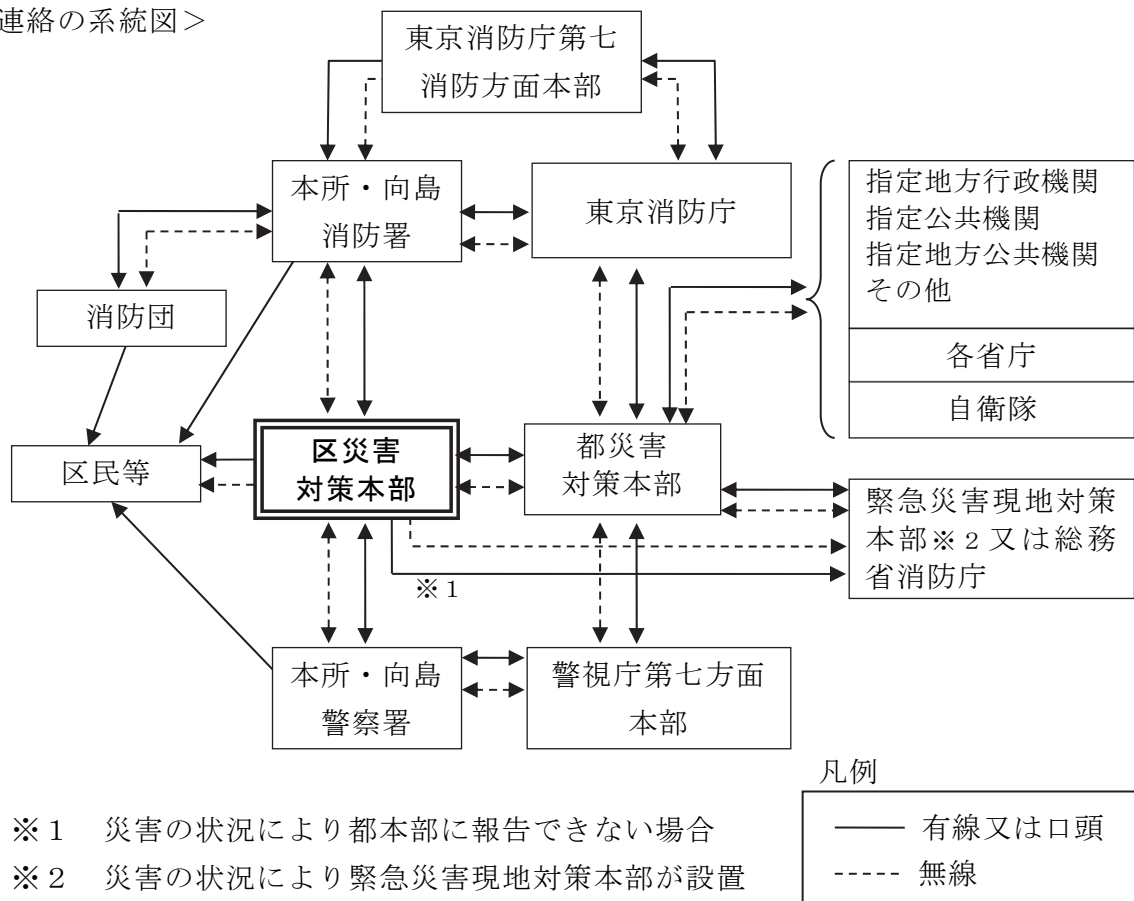 連絡の系統図＞
東京消防庁第七
消防方面本部
本所・向島
消防署
東京消防庁
指定地方行政機関
指定公共機関
指定地方公共機関
その他
各省庁
自衛隊
消防団
区民等
区災害
対策本部
都災害
対策本部
緊急災害現地対策
本部※２又は総務
省消防庁
※１
本所・向島
警察署
警視庁第七方面
本部
凡例
有線又は口頭
無線
※１　災害の状況により都本部に報告できない場合
※２　災害の状況により緊急災害現地対策本部が設置